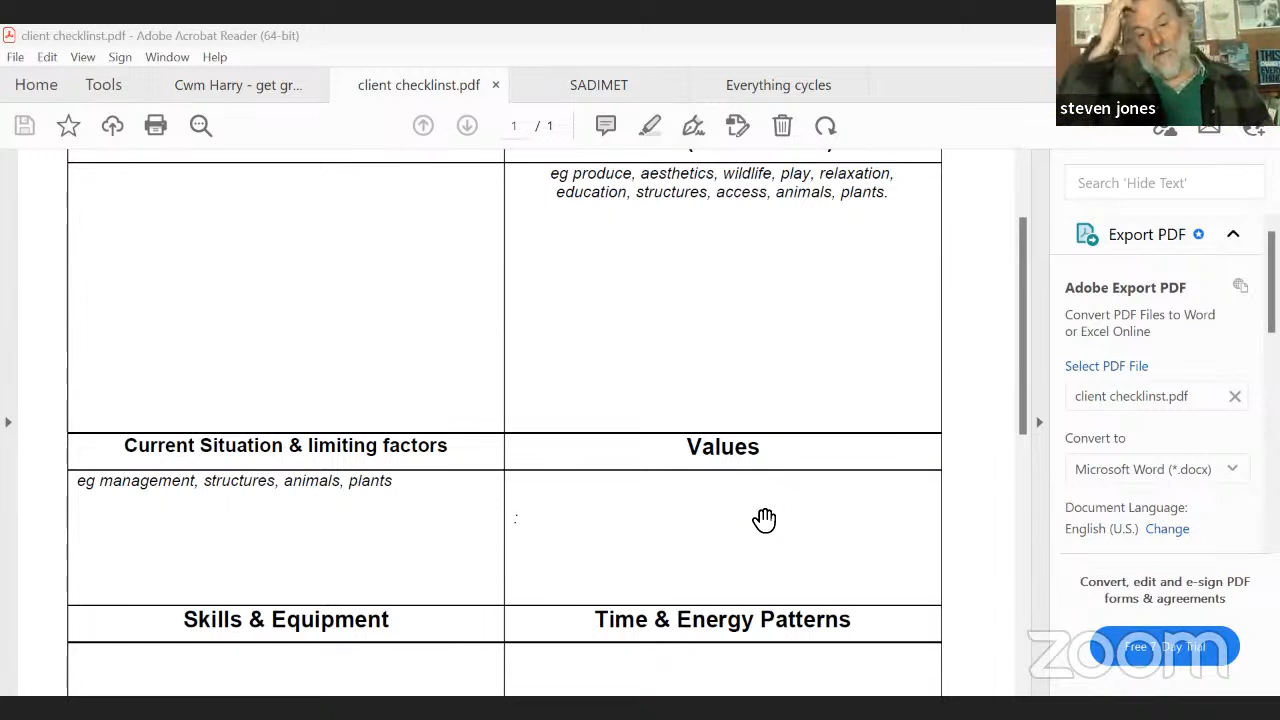 client checklinst.pdf - Adobe Acrobat Reader (64-bit)
File Edit View Sign Window Help
Home Tools Cwm Harry - get gr... client checklinst.pdf × SADIMET Everything cycles
1 / 1
steven jones
eg produce, aesthetics, wildlife, play, relaxation,
education, structures, access, animals, plants.
Current Situation & limiting factors
Values
eg management, structures, animals, plants
:
Skills & Equipment
Time & Energy Patterns
Search 'Hide Text'
Export PDF
Adobe Export PDF
Convert PDF Files to Word
or Excel Online
Select PDF File
client checklinst.pdf
Convert to
Microsoft Word (*.docx)
Document Language:
English (U.S.) Change
Convert, edit and e-sign PDF
forms & agreements
Free 7-Day Trial
zoom